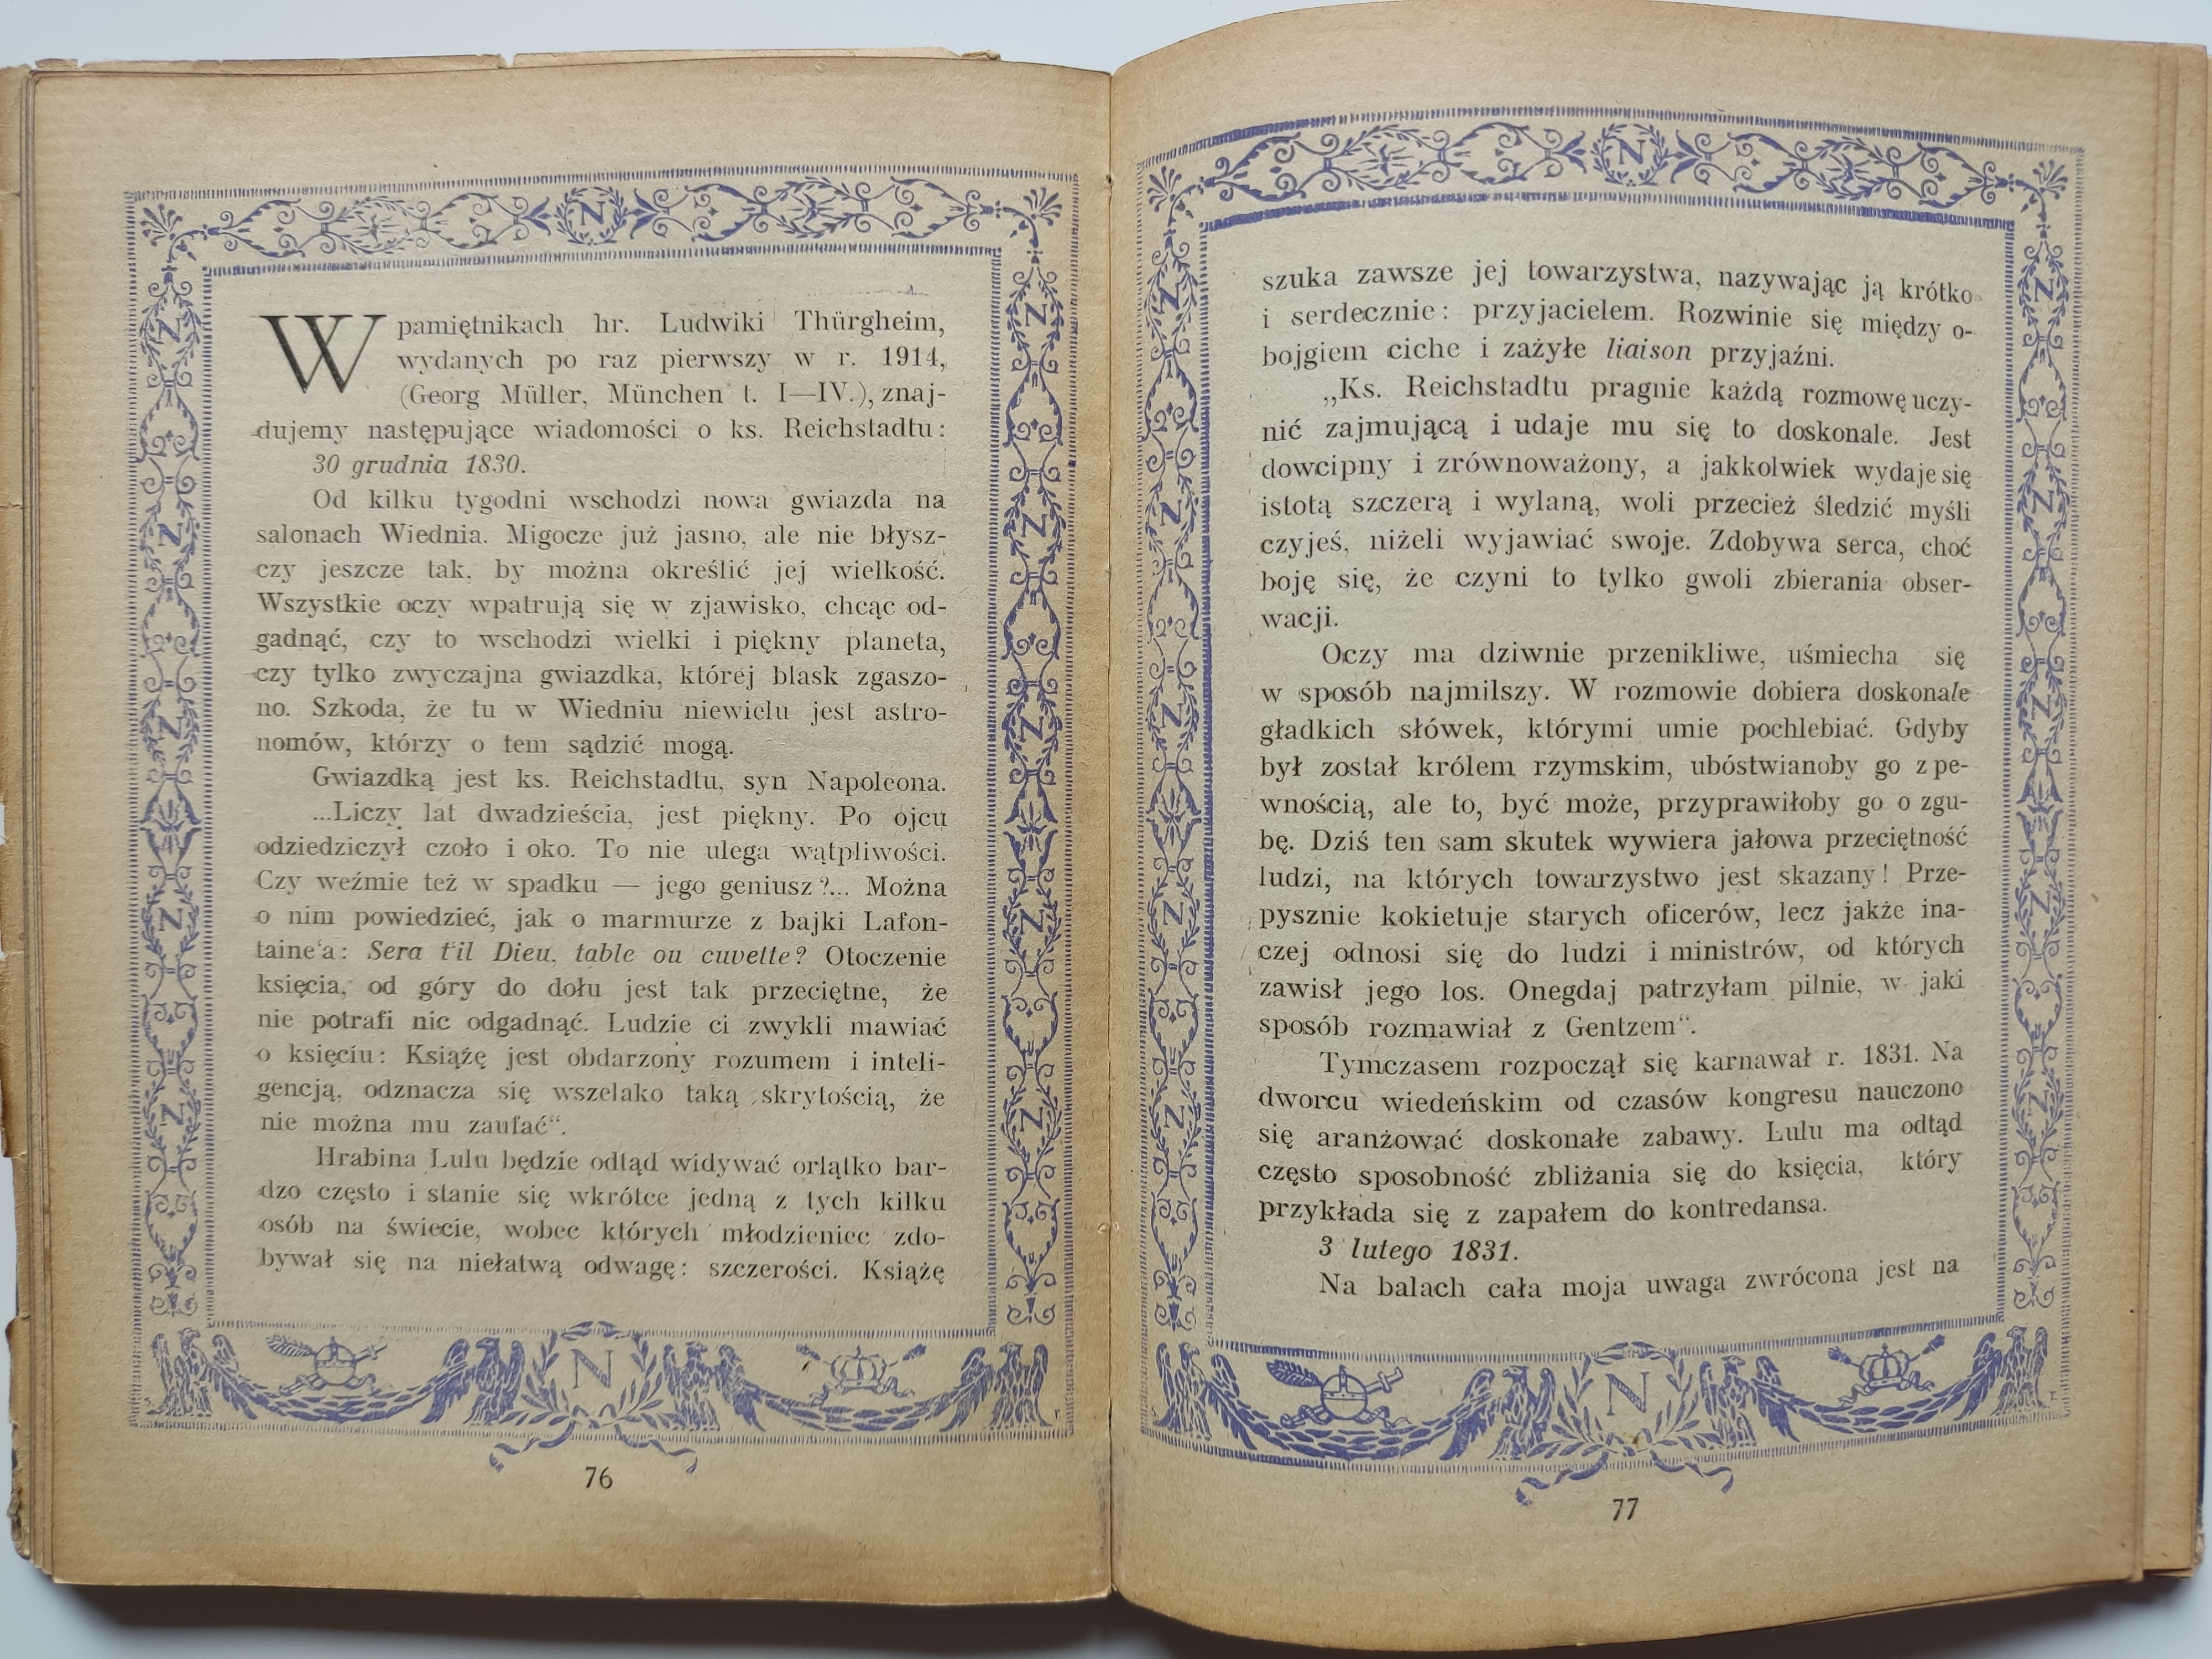 W pamiętnikach hr. Ludwiki Thürgheim,
wydanych po raz pierwszy w r. 1914,
(Georg Müller, München t. I—IV.), znaj-
dujemy następujące wiadomości o ks. Reichstadtu:
30 grudnia 1830.
Od kilku tygodni wschodzi nowa gwiazda na
salonach Wiednia. Migocze już jasno, ale nie błysz-
czy jeszcze tak, by można określić jej wielkość.
Wszystkie oczy wpatrują się w zjawisko, chcąc od-
gadnąć, czy to wschodzi wielki i piękny planeta,
czy tylko zwyczajna gwiazdka, której blask zgaszo-
no. Szkoda, że tu w Wiedniu niewielu jest astro-
nomów, którzy o tem sądzić mogą.
Gwiazdką jest ks. Reichstadtu, syn Napoleona.
...Liczy lat dwadzieścia, jest piękny. Po ojcu
odziedziczył czoło i oko. To nie ulega wątpliwości.
Czy weźmie też w spadku — jego geniusz?... Można
o nim powiedzieć, jak o marmurze z bajki Lafon-
taine‘a: Sera t‘il Dieu, table ou cuvette? Otoczenie
księcia, od góry do dołu jest tak przeciętne, że
nie potrafi nic odgadnąć. Ludzie ci zwykli mawiać
o księciu: Książę jest obdarzony rozumem i inteli-
gencją, odznacza się wszelako taką skrytością, że
nie można mu zaufać“.
Hrabina Lulu będzie odtąd widywać orlątko bar-
dzo często i stanie się wkrótce jedną z tych kilku
osób na świecie, wobec których młodzieniec zdo-
bywał się na niełatwą odwagę: szczerości. Książę
N
76
szuka zawsze jej towarzystwa, nazywając ją krótko
i serdecznie: przyjacielem. Rozwinie się między o-
bojgiem ciche i zażyłe liaison przyjaźni.
„Ks. Reichstadtu pragnie każdą rozmowę uczy-
nić zajmującą i udaje mu się to doskonale. Jest
dowcipny i zrównoważony, a jakkolwiek wydaje się
istotą szczerą i wylaną, woli przecież śledzić myśli
czyjeś, niżeli wyjawiać swoje. Zdobywa serca, choć
boję się, że czyni to tylko gwoli zbierania obser-
wacji.
Oczy ma dziwnie przenikliwe, uśmiecha się
w sposób najmilszy. W rozmowie dobiera doskonale
gładkich słówek, którymi umie pochlebiać. Gdyby
był został królem rzymskim, ubóstwianoby go z pe-
wnością, ale to, być może, przyprawiłoby go o zgu-
bę. Dziś ten sam skutek wywiera jałowa przeciętność
ludzi, na których towarzystwo jest skazany! Prze-
pysznie kokietuje starych oficerów, lecz jakże ina-
czej odnosi się do ludzi i ministrów, od których
zawisł jego los. Onegdaj patrzyłam pilnie, w jaki
sposób rozmawiał z Gentzem“.
Tymczasem rozpoczął się karnawał r. 1831. Na
dworcu wiedeńskim od czasów kongresu nauczono
się aranżować doskonałe zabawy. Lulu ma odtąd
często sposobność zbliżania się do księcia, który
przykłada się z zapałem do kontredansa.
3 lutego 1831.
Na balach cała moja uwaga zwrócona jest na
N
77